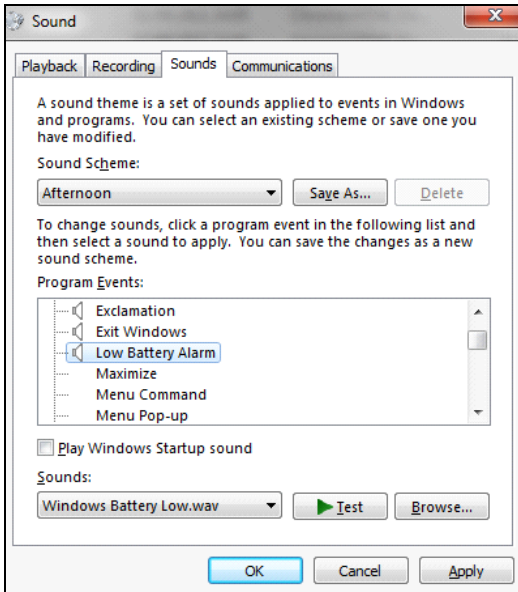 Sound
X
Playback Recording Sounds Communications
A sound theme is a set of sounds applied to events in Windows
and programs. You can select an existing scheme or save one you
have modified.
Sound Scheme:
Afternoon Save As... Delete
To change sounds, click a program event in the following list and
then select a sound to apply. You can save the changes as a new
sound scheme.
Program Events:
Exclamation
Exit Windows
Low Battery Alarm
Maximize
Menu Command
Menu Pop-up
Play Windows Startup sound
Sounds:
Windows Battery Low.wav Test Browse...
OK Cancel Apply